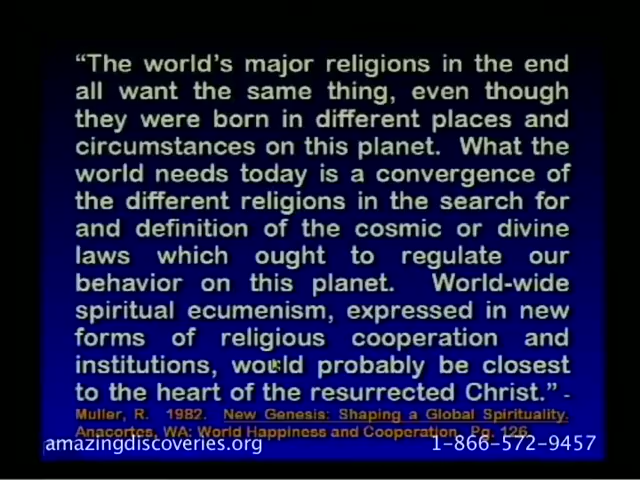 “The world’s major religions in the end
all want the same thing, even though
they were born in different places and
circumstances on this planet. What the
world needs today is a convergence of
the different religions in the search for
and definition of the cosmic or divine
laws which ought to regulate our
behavior on this planet. World-wide
spiritual ecumenism, expressed in new
forms of religious cooperation and
institutions, would probably be closest
to the heart of the resurrected Christ.” -
Muller, R. 1982. New Genesis: Shaping a Global Spirituality.
Anacortes, WA: World Happiness and Cooperation. Pg. 126.
amazingdiscoveries.org 1-866-572-9457